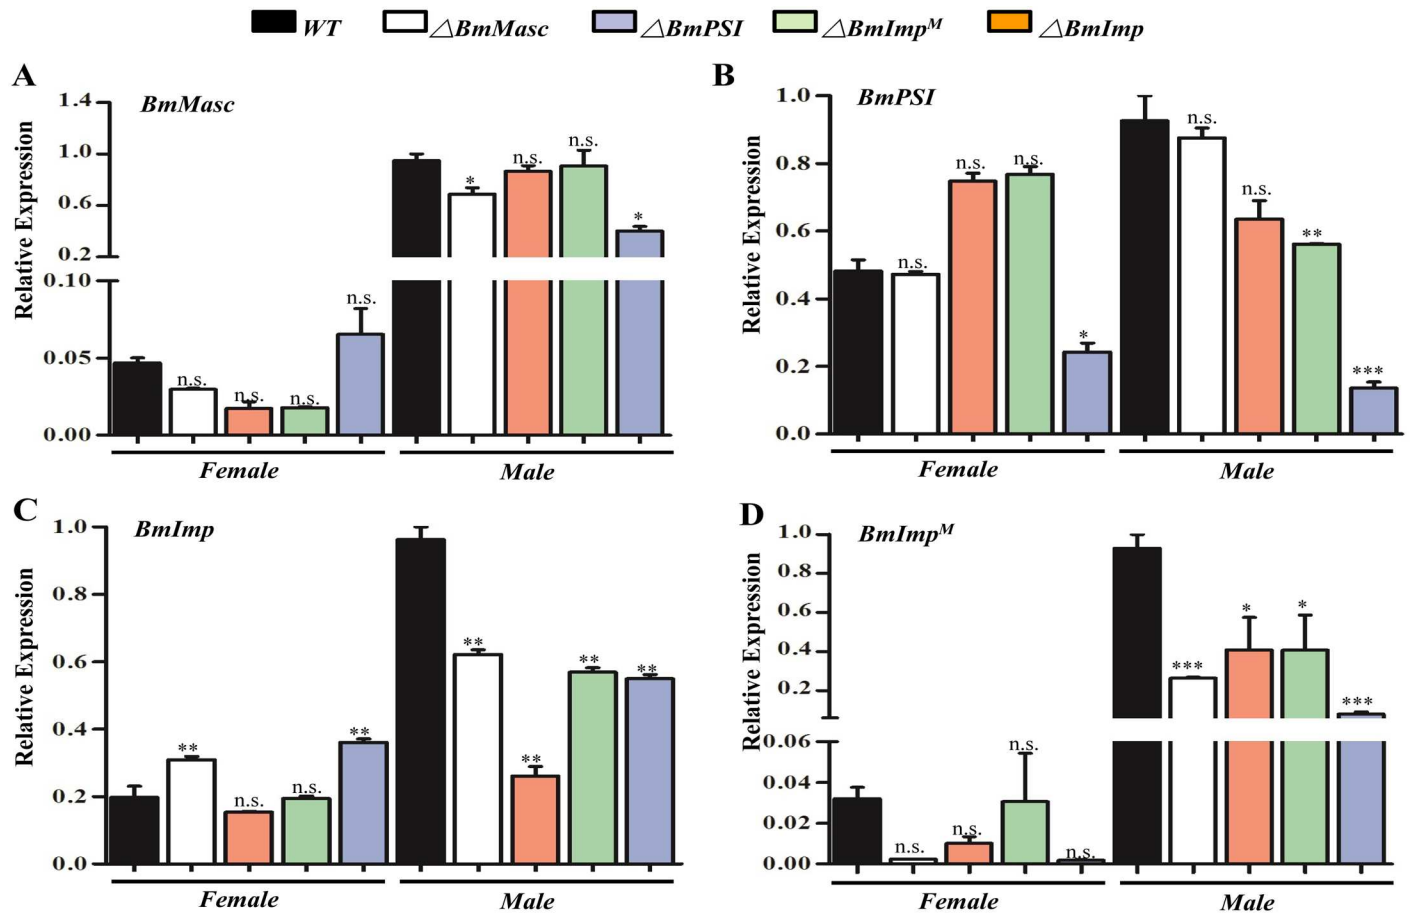 WT △BmMasc △BmPSI △BmImpᴹ △BmImp
A
BmMasc
Relative Expression
1.4
1.0
0.6
0.2
0.10
0.05
0.00
n.s. n.s. n.s. n.s. * n.s. n.s. *
Female Male
B
BmPSI
Relative Expression
1.0
0.8
0.6
0.4
0.2
0.0
n.s. n.s. n.s. * n.s. n.s. ** ***
Female Male
C
BmImp
Relative Expression
1.0
0.8
0.6
0.4
0.2
0.0
** n.s. n.s. ** ** ** ** **
Female Male
D
BmImpᴹ
Relative Expression
1.0
0.8
0.6
0.4
0.2
0.06
0.04
0.02
0.00
n.s. n.s. n.s. n.s. *** * * ***
Female Male